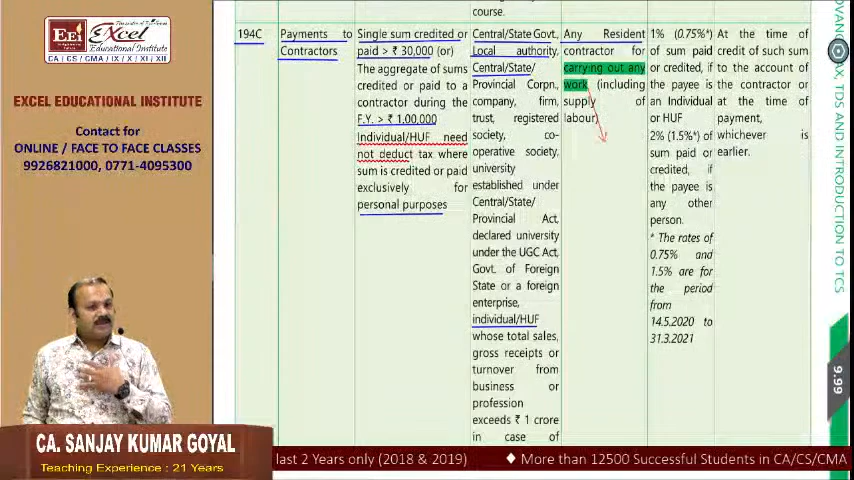 course.
194C
Payments to
Contractors
Single sum credited or
paid > ₹ 30,000 (or)
The aggregate of sums
credited or paid to a
contractor during the
F.Y. > ₹ 1,00,000
Individual/HUF need
not deduct tax where
sum is credited or paid
exclusively for
personal purposes
Central/State Govt.,
Local authority,
Central/State/
Provincial Corpn.,
company, firm,
trust, registered
society, co-
operative society,
university
established under
Central/State/
Provincial Act,
declared university
under the UGC Act,
Govt. of Foreign
State or a foreign
enterprise,
individual/HUF
whose total sales,
gross receipts or
turnover from
business or
profession
exceeds ₹ 1 crore
in case of
Any Resident
contractor for
carrying out any
work (including
supply of
labour)
1% (0.75%*)
of sum paid
or credited, if
the payee is
an Individual
or HUF
2% (1.5%*) of
sum paid or
credited, if
the payee is
any other
person.
* The rates of
0.75% and
1.5% are for
the period
from
14.5.2020 to
31.3.2021
At the time of
credit of such sum
to the account of
the contractor or
at the time of
payment,
whichever is
earlier.
EEi
Excel
Educational Institute
CA / CS / CMA / IX / X / XI / XII
EXCEL EDUCATIONAL INSTITUTE
Contact for
ONLINE / FACE TO FACE CLASSES
9926821000, 0771-4095300
TAX, TDS AND INTRODUCTION TO TCS
9.99
CA. SANJAY KUMAR GOYAL
Teaching Experience : 21 Years
last 2 Years only (2018 & 2019) ♦ More than 12500 Successful Students in CA/CS/CMA